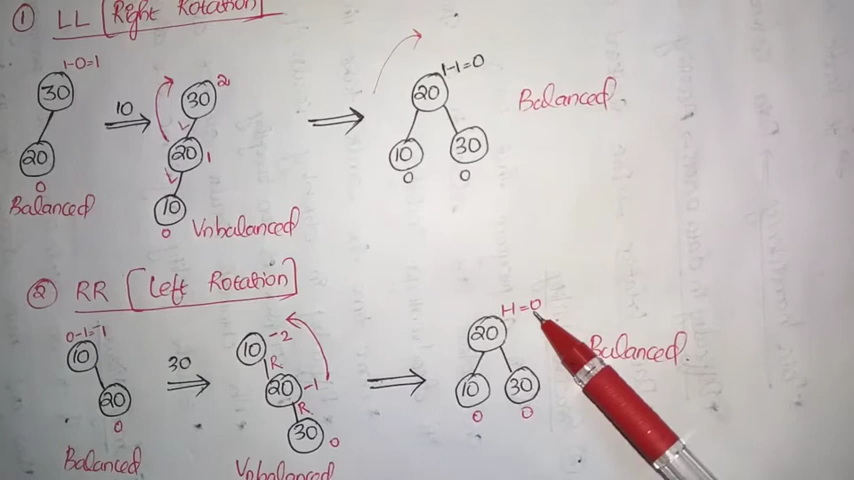 ① LL [Right Rotation]
1-0=1
30
20
0
Balanced
10
30 2
L
20 1
L
10
0
Unbalanced
1-1=0
20
10 30
0 0
Balanced.
② RR [Left Rotation]
0-1=-1
10
20
0
Balanced
30
10 -2
R
20 -1
R
30 0
Unbalanced
1-1=0
20
10 30
0 0
Balanced.